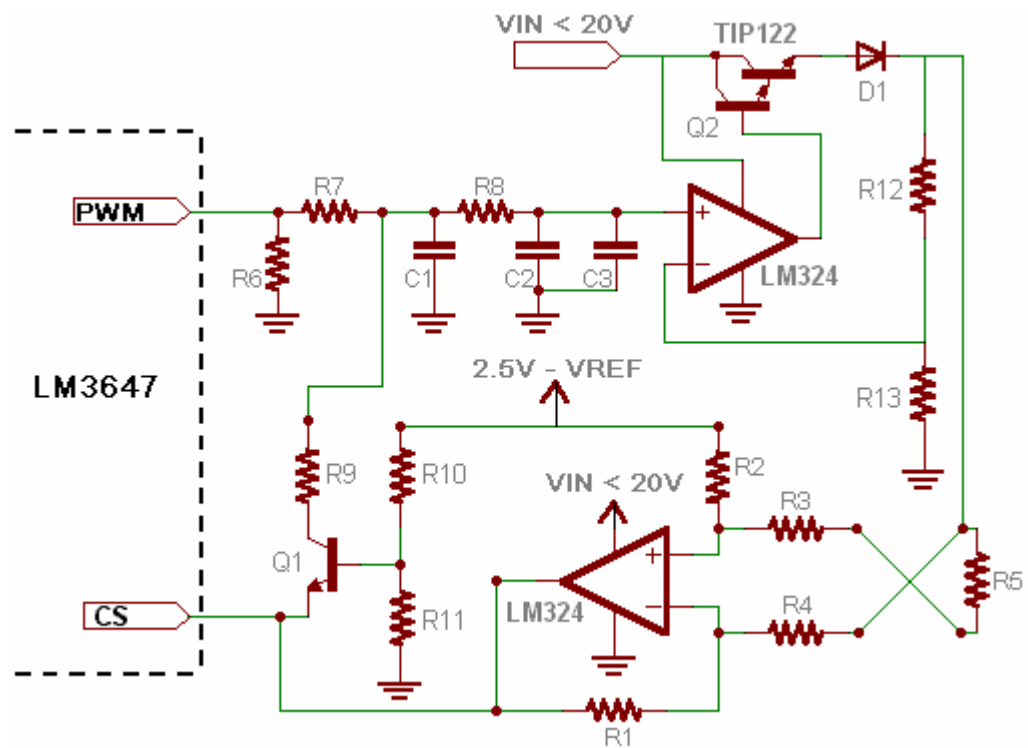 VIN < 20V
TIP122
D1
Q2
R7
R8
R12
PWM
R6
C1
C2
C3
LM324
2.5V - VREF
LM3647
R13
R9
R10
R2
VIN < 20V
R3
Q1
R5
CS
R11
LM324
R4
R1